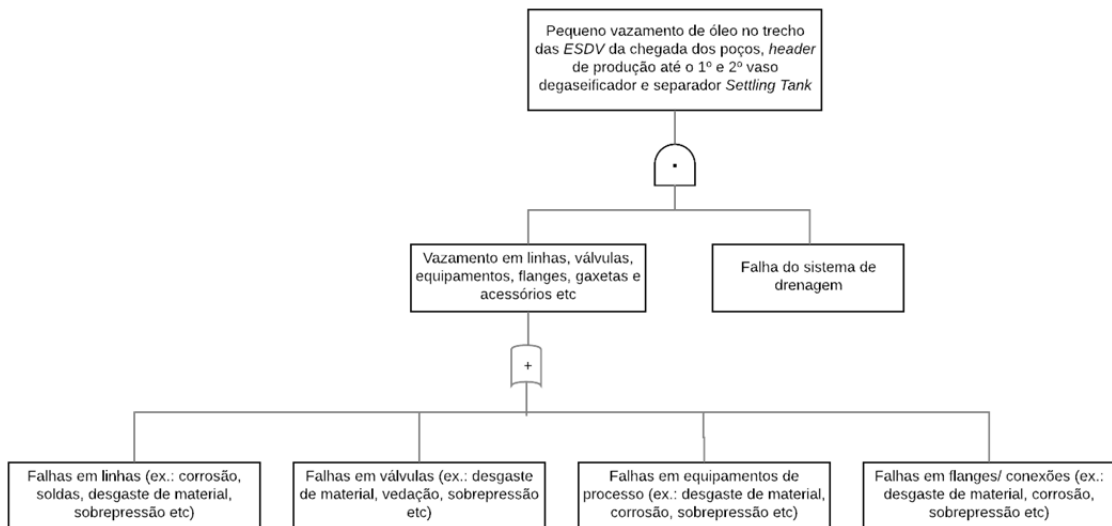 Pequeno vazamento de óleo no trecho
das ESDV da chegada dos poços, header
de produção até o 1º e 2º vaso
degaseificador e separador Settling Tank
Vazamento em linhas, válvulas,
equipamentos, flanges, gaxetas e
acessórios etc
Falha do sistema de
drenagem
+
Falhas em linhas (ex.: corrosão,
soldas, desgaste de material,
sobrepressão etc)
Falhas em válvulas (ex.: desgaste
de material, vedação, sobrepressão
etc)
Falhas em equipamentos de
processo (ex.: desgaste de material,
corrosão, sobrepressão etc)
Falhas em flanges/ conexões (ex.:
desgaste de material, corrosão,
sobrepressão etc)